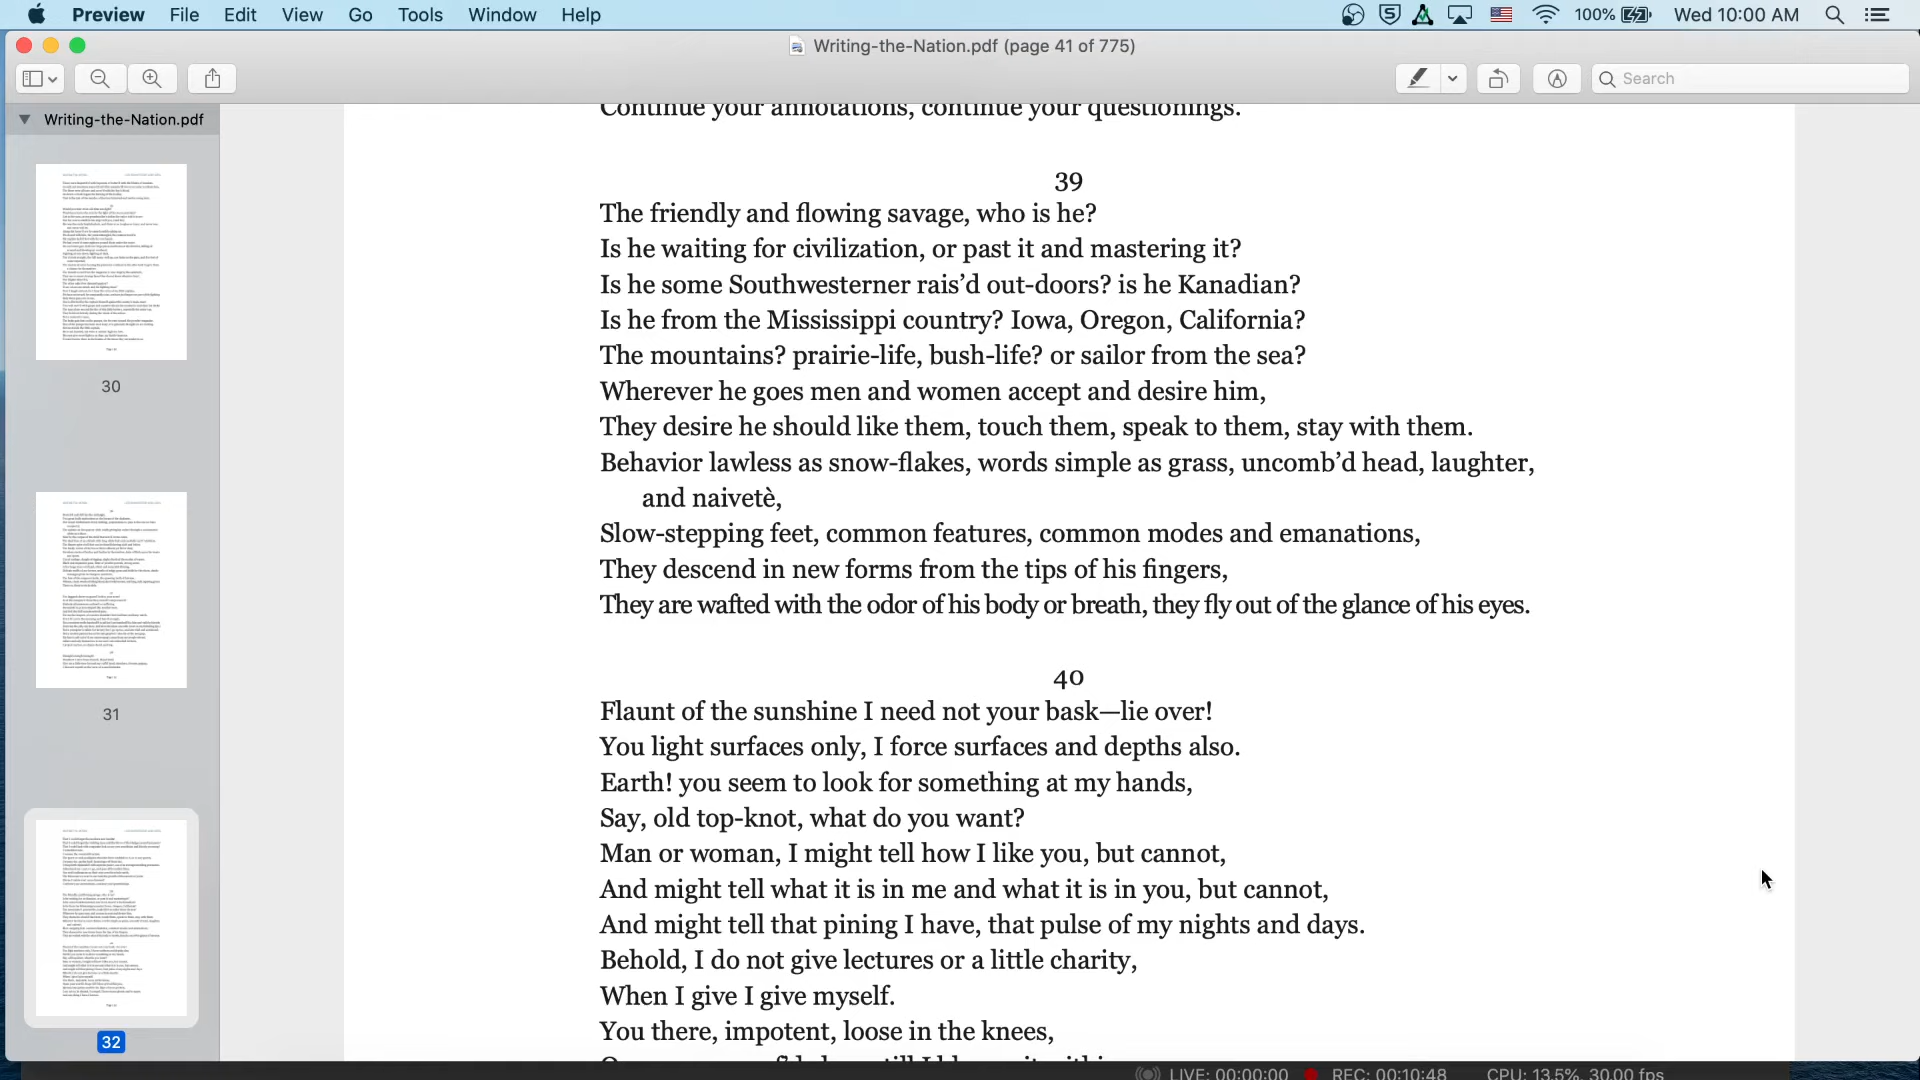 Preview File Edit View Go Tools Window Help 100% Wed 10:00 AM
Writing-the-Nation.pdf (page 41 of 775)
Search
Writing-the-Nation.pdf
30
31
32
Continue your annotations, continue your questionings.
39
The friendly and flowing savage, who is he?
Is he waiting for civilization, or past it and mastering it?
Is he some Southwesterner rais’d out-doors? is he Kanadian?
Is he from the Mississippi country? Iowa, Oregon, California?
The mountains? prairie-life, bush-life? or sailor from the sea?
Wherever he goes men and women accept and desire him,
They desire he should like them, touch them, speak to them, stay with them.
Behavior lawless as snow-flakes, words simple as grass, uncomb’d head, laughter,
and naivetè,
Slow-stepping feet, common features, common modes and emanations,
They descend in new forms from the tips of his fingers,
They are wafted with the odor of his body or breath, they fly out of the glance of his eyes.
40
Flaunt of the sunshine I need not your bask—lie over!
You light surfaces only, I force surfaces and depths also.
Earth! you seem to look for something at my hands,
Say, old top-knot, what do you want?
Man or woman, I might tell how I like you, but cannot,
And might tell what it is in me and what it is in you, but cannot,
And might tell that pining I have, that pulse of my nights and days.
Behold, I do not give lectures or a little charity,
When I give I give myself.
You there, impotent, loose in the knees,
LIVE: 00:00:00 REC: 00:10:48 CPU: 13.5%, 30.00 fps